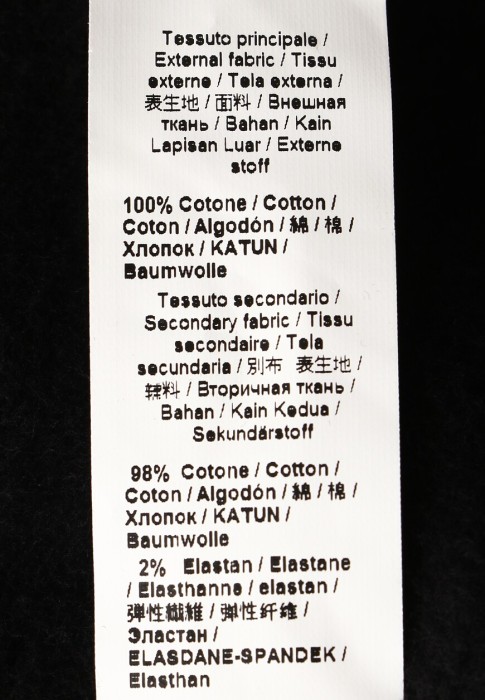 Tessuto principale /
External fabric / Tissu
externe / Tela externa /
表生地 / 面料 / Внешная
ткань / Bahan / Kain
Lapisan Luar / Externe
stoff
100% Cotone / Cotton /
Coton / Algodón / 綿 / 棉 /
Хлопок / KATUN /
Baumwolle
Tessuto secondario /
Secondary fabric / Tissu
secondaire / Tela
secundaria / 別布 表生地 /
辣料 / Вторичная ткань /
Bahan / Kain Kedua /
Sekundärstoff
98% Cotone / Cotton /
Coton / Algodón / 綿 / 棉 /
Хлопок / KATUN /
Baumwolle
2% Elastan / Elastane
/ Elasthanne / elastan /
弾性繊維 / 弹性纤维 /
Эластан /
ELASDANE-SPANDEK /
Elasthan